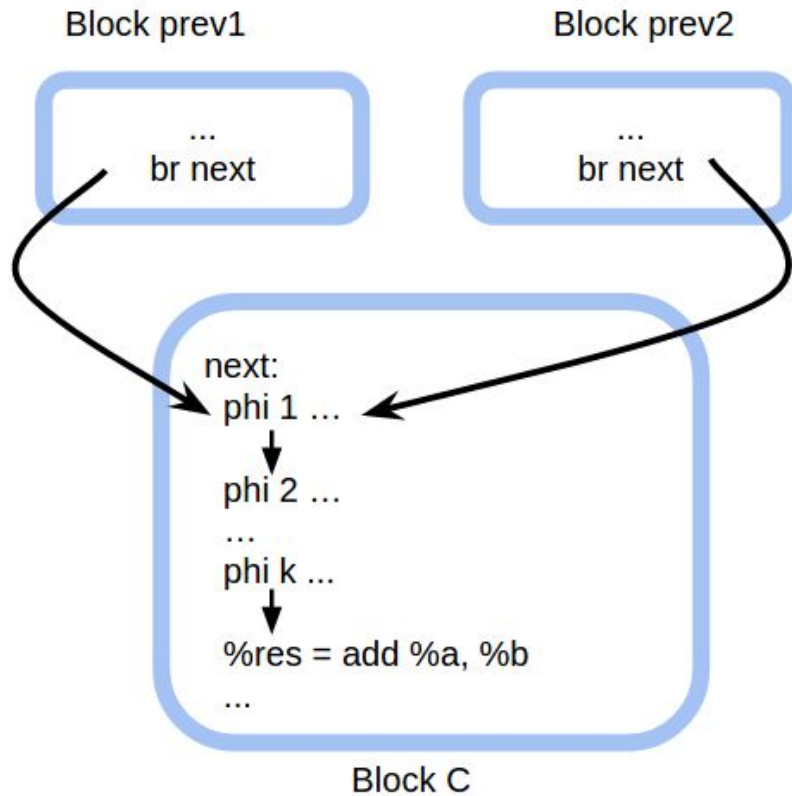 Block prev1
Block prev2
...
br next
...
br next
next:
phi 1 ...
phi 2 ...
...
phi k ...
%res = add %a, %b
...
Block C